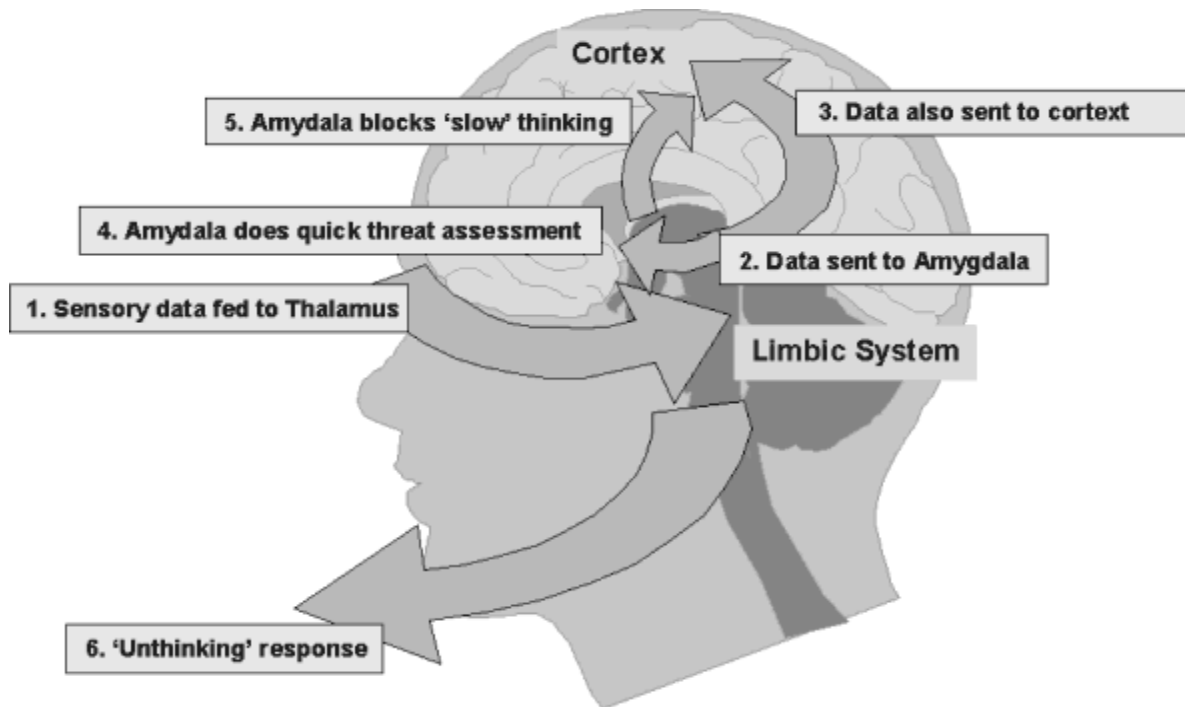 Cortex
5. Amydala blocks ‘slow’ thinking
3. Data also sent to cortext
4. Amydala does quick threat assessment
2. Data sent to Amygdala
1. Sensory data fed to Thalamus
Limbic System
6. ‘Unthinking’ response